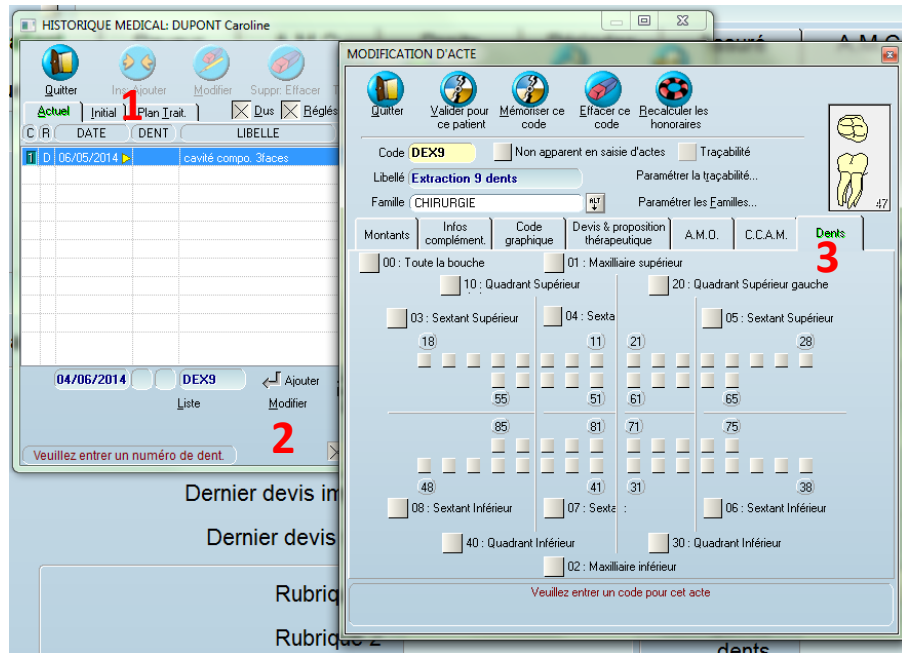 HISTORIQUE MEDICAL: DUPONT Caroline
Quitter Ajouter Modifier Suppr. Effacer
1
Actuel Initial Plan Trait. Dus Réglés
C R DATE DENT LIBELLE
1 D 06/05/2014 cavité compo. 3faces
04/06/2014 DEX9 Ajouter
Liste Modifier
2
Veuillez entrer un numéro de dent.
Dernier devis
Dernier devis
MODIFICATION D'ACTE
Quitter Valider pour ce patient Mémoriser ce code Effacer ce code Recalculer les honoraires
Code DEX9 Non apparent en saisie d'actes Traçabilité
Libellé Extraction 9 dents Paramétrer la traçabilité...
Famille CHIRURGIE ALT Paramétrer les Familles...
47
Montants Infos complément. Code graphique Devis & proposition thérapeutique A.M.O. C.C.A.M. Dents
3
00 : Toute la bouche 01 : Maxilliaire supérieur
10 : Quadrant Supérieur 20 : Quadrant Supérieur gauche
03 : Sextant Supérieur 04 : Sexta 05 : Sextant Supérieur
18 11 21 28
55 51 61 65
85 81 71 75
48 41 31 38
08 : Sextant Inférieur 07 : Sexta : 06 : Sextant Inférieur
40 : Quadrant Inférieur 30 : Quadrant Inférieur
02 : Maxilliaire inférieur
Veuillez entrer un code pour cet acte
dents